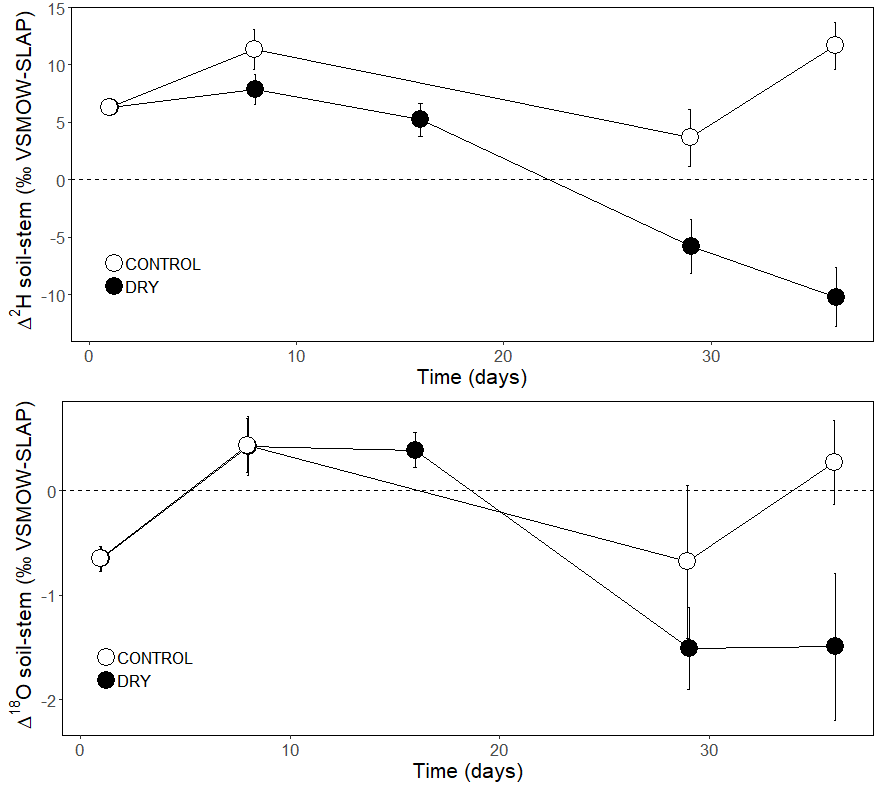 Δ²H soil-stem (‰ VSMOW-SLAP)
15
10
5
0
-5
-10
CONTROL
DRY
0 10 20 30
Time (days)
Δ¹⁸O soil-stem (‰ VSMOW-SLAP)
0
-1
-2
CONTROL
DRY
0 10 20 30
Time (days)